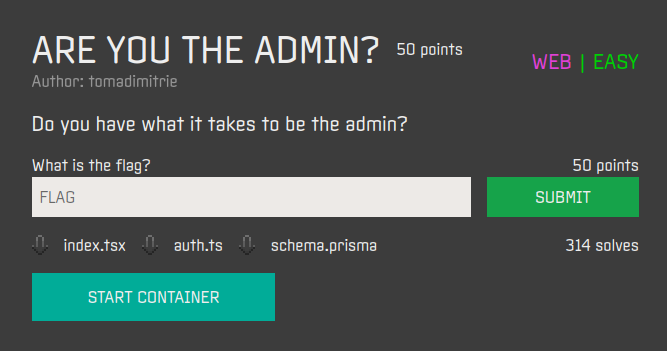 ARE YOU THE ADMIN? 50 points
WEB | EASY
Author: tomadimitrie
Do you have what it takes to be the admin?
What is the flag? 50 points
FLAG SUBMIT
index.tsx auth.ts schema.prisma 314 solves
START CONTAINER